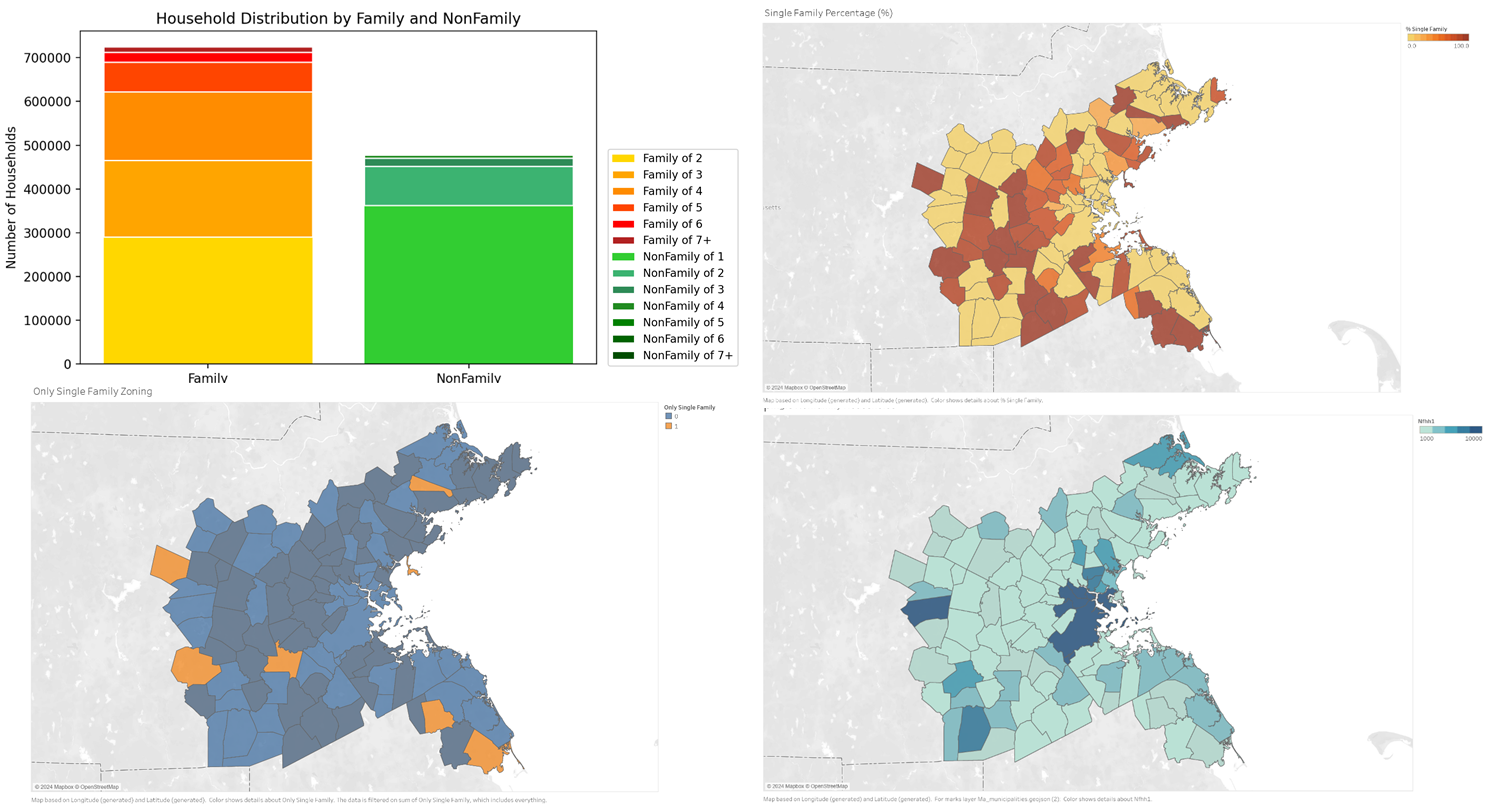 Household Distribution by Family and NonFamily
Number of Households
700000
600000
500000
400000
300000
200000
100000
0
Family
NonFamily
Family of 2
Family of 3
Family of 4
Family of 5
Family of 6
Family of 7+
NonFamily of 1
NonFamily of 2
NonFamily of 3
NonFamily of 4
NonFamily of 5
NonFamily of 6
NonFamily of 7+
Single Family Percentage (%)
% Single Family
0.0 100.0
setts
© 2024 Mapbox © OpenStreetMap
Map based on Longitude (generated) and Latitude (generated). Color shows details about % Single Family.
Only Single Family Zoning
Only Single Family
0
1
© 2024 Mapbox © OpenStreetMap
Map based on Longitude (generated) and Latitude (generated). Color shows details about Only Single Family. The data is filtered on sum of Only Single Family, which includes everything.
Nfhh1
1000 10000
© 2024 Mapbox © OpenStreetMap
Map based on Longitude (generated) and Latitude (generated). For marks layer Ma_municipalities geojson (2): Color shows details about Nfhh1.